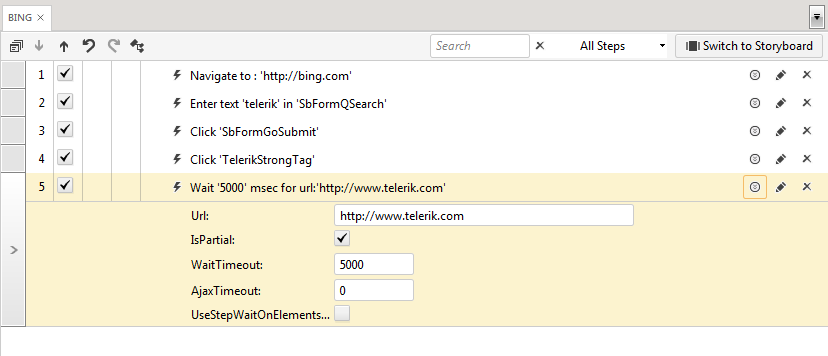 BING
Search All Steps Switch to Storyboard
1 Navigate to : 'http://bing.com'
2 Enter text 'telerik' in 'SbFormQSearch'
3 Click 'SbFormGoSubmit'
4 Click 'TelerikStrongTag'
5 Wait '5000' msec for url:'http://www.telerik.com'
Url: http://www.telerik.com
IsPartial:
WaitTimeout: 5000
AjaxTimeout: 0
UseStepWaitOnElements...